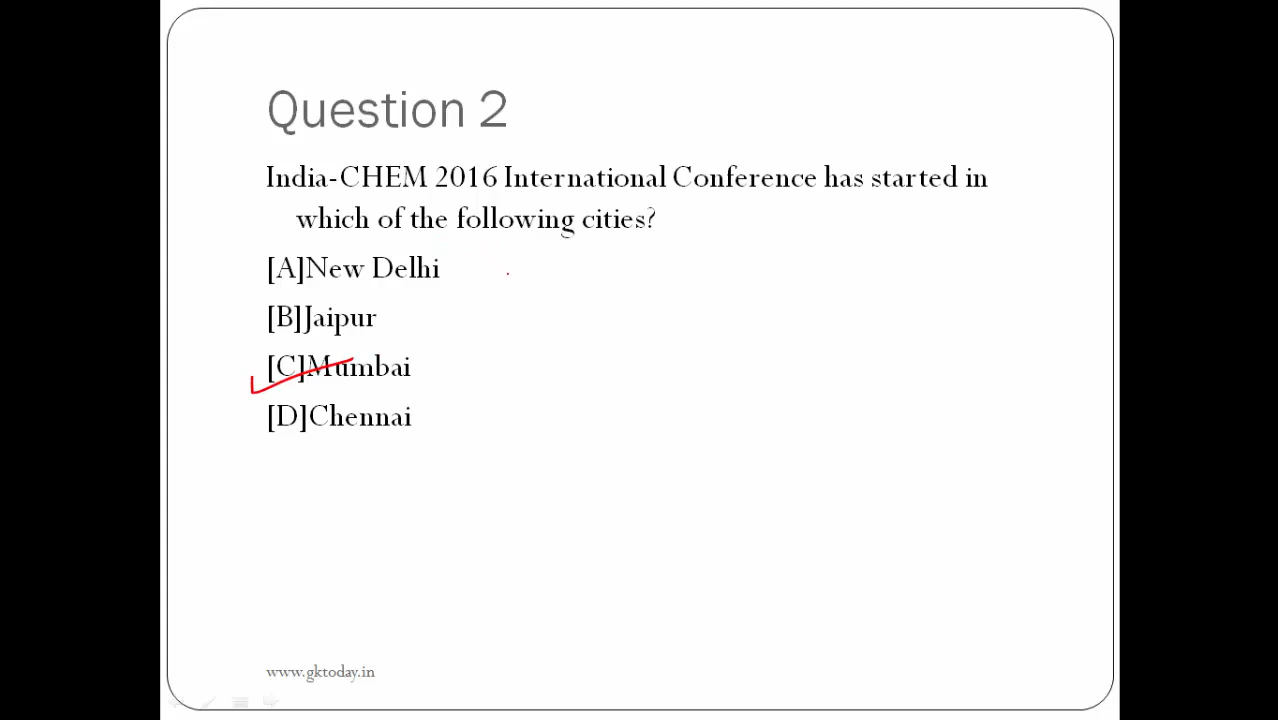 Question 2
India-CHEM 2016 International Conference has started in
which of the following cities?
[A]New Delhi
[B]Jaipur
[C]Mumbai
[D]Chennai
www.gktoday.in